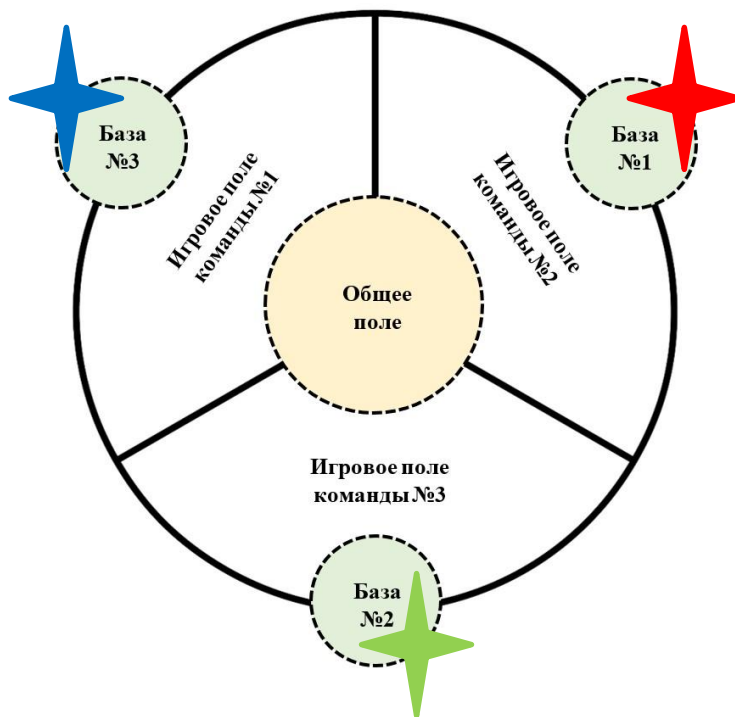 База
№3
База
№1
Игровое поле
команды №1
Игровое поле
команды №2
Общее
поле
Игровое поле
команды №3
База
№2